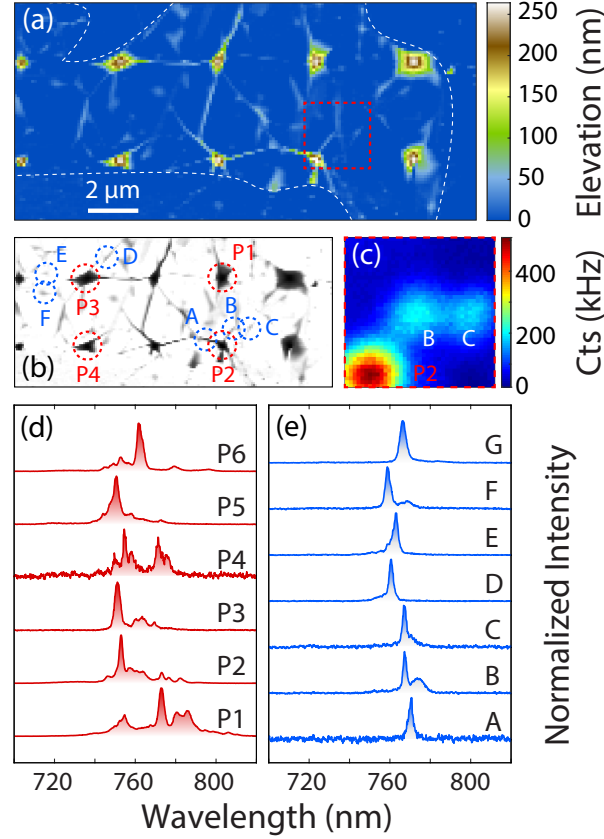 (a)
2 μm
250
200
150
100
50
0
Elevation (nm)
(b)
E
D
F
P3
P1
A
B
C
P4
P2
(c)
B
C
P2
400
200
0
Cts (kHz)
(d)
P6
P5
P4
P3
P2
P1
(e)
G
F
E
D
C
B
A
Normalized Intensity
720 760 800
720 760 800
Wavelength (nm)